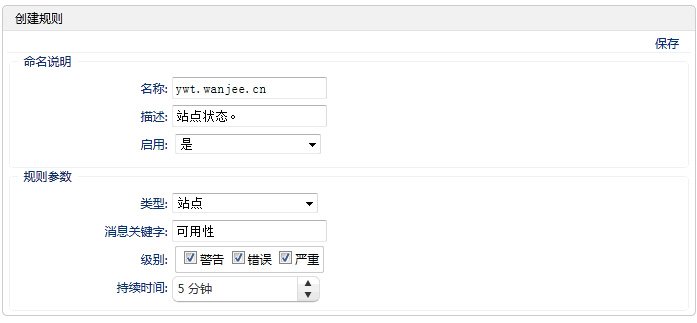 创建规则
保存
命名说明
名称: ywt.wanjee.cn
描述: 站点状态。
启用: 是
规则参数
类型: 站点
消息关键字: 可用性
级别: 警告 错误 严重
持续时间: 5 分钟